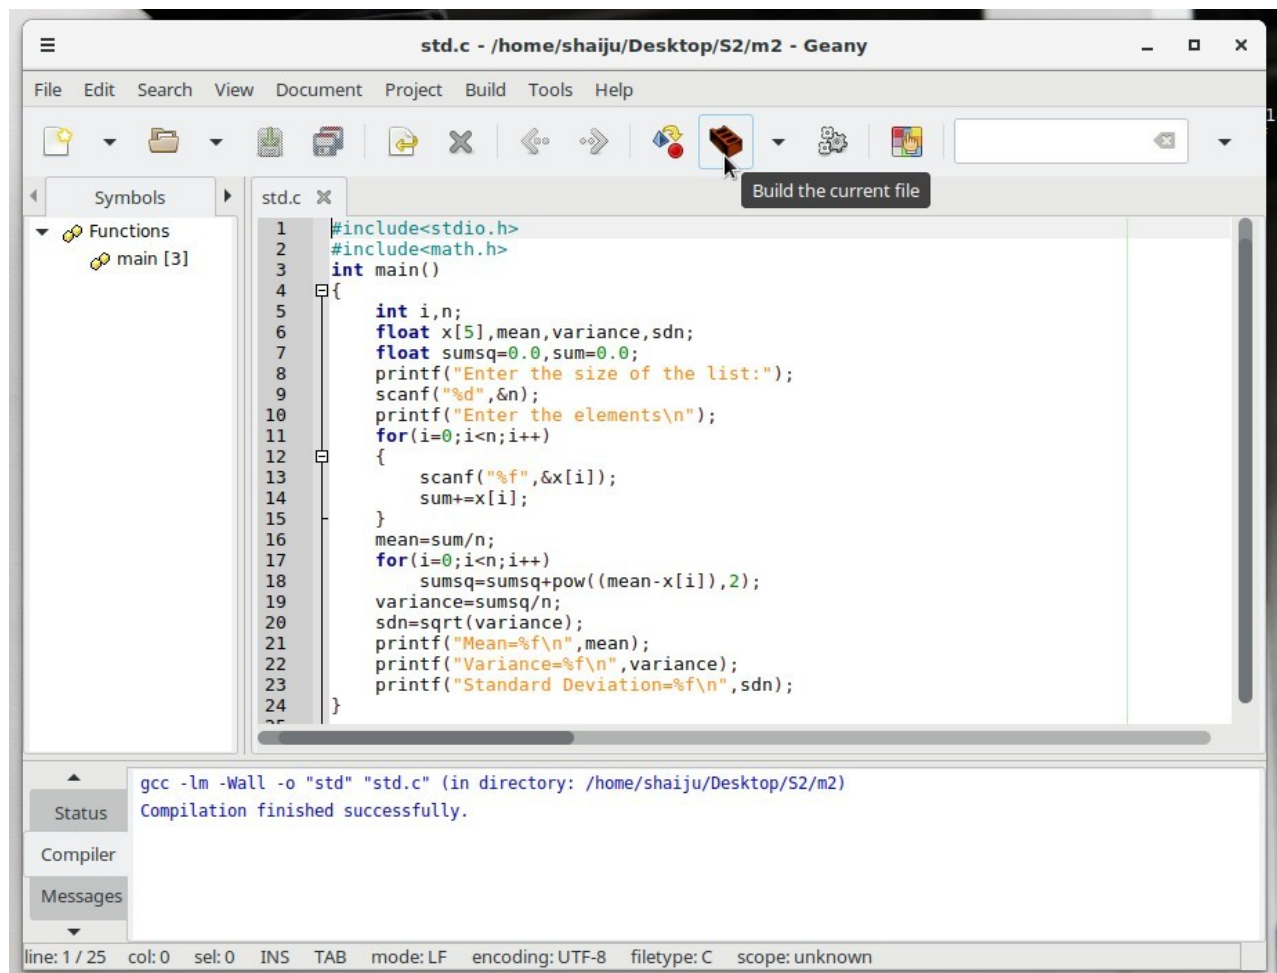 std.c - /home/shaiju/Desktop/S2/m2 - Geany
File Edit Search View Document Project Build Tools Help
Build the current file
Symbols
std.c
Functions
main [3]
1 #include<stdio.h>
2 #include<math.h>
3 int main()
4 {
5 int i,n;
6 float x[5],mean,variance,sdn;
7 float sumsq=0.0,sum=0.0;
8 printf("Enter the size of the list:");
9 scanf("%d",&n);
10 printf("Enter the elements\n");
11 for(i=0;i<n;i++)
12 {
13 scanf("%f",&x[i]);
14 sum+=x[i];
15 }
16 mean=sum/n;
17 for(i=0;i<n;i++)
18 sumsq=sumsq+pow((mean-x[i]),2);
19 variance=sumsq/n;
20 sdn=sqrt(variance);
21 printf("Mean=%f\n",mean);
22 printf("Variance=%f\n",variance);
23 printf("Standard Deviation=%f\n",sdn);
24 }
Status
Compiler
Messages
gcc -lm -Wall -o "std" "std.c" (in directory: /home/shaiju/Desktop/S2/m2)
Compilation finished successfully.
line: 1 / 25 col: 0 sel: 0 INS TAB mode: LF encoding: UTF-8 filetype: C scope: unknown